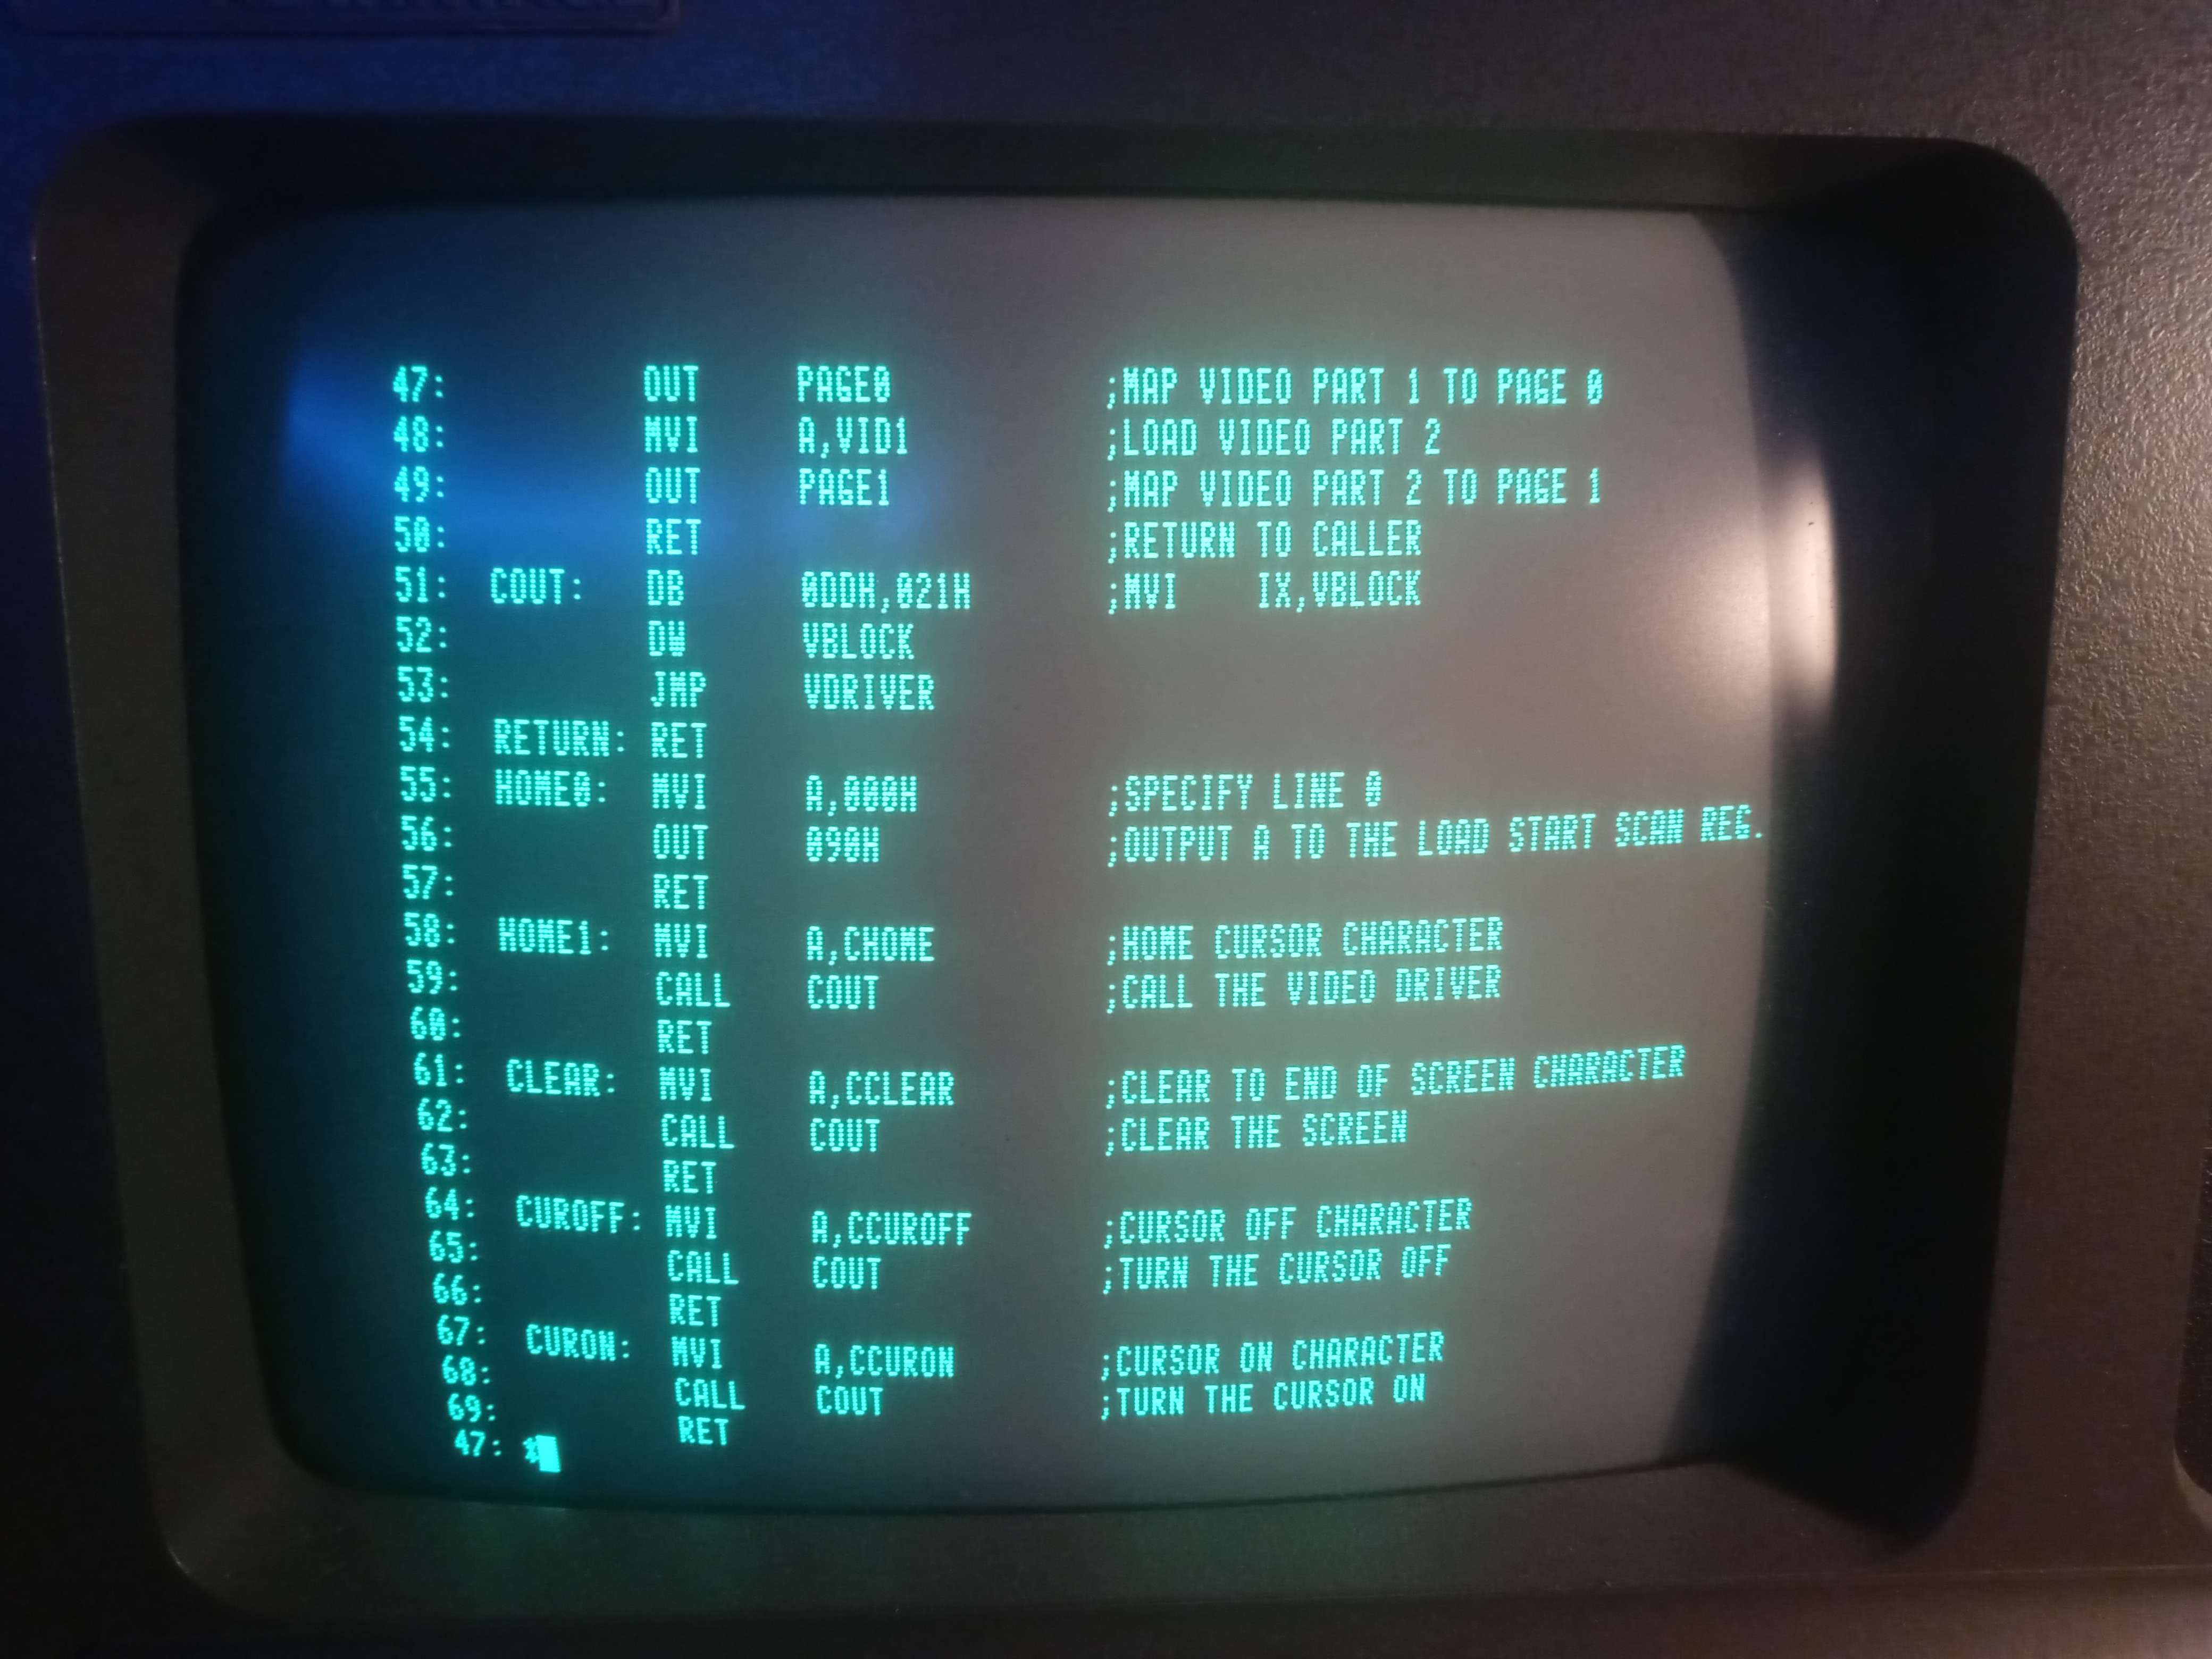 47:                OUT     PAGE0           ;MAP VIDEO PART 1 TO PAGE 0
48:                MVI     A,VID1          ;LOAD VIDEO PART 2
49:                OUT     PAGE1           ;MAP VIDEO PART 2 TO PAGE 1
50:                RET                     ;RETURN TO CALLER
51:  COUT:   DB      0DDH,021H       ;MVI    IX,VBLOCK
52:                DW      VBLOCK
53:                JMP     VDRIVER
54:  RETURN: RET
55:  HOME0:  MVI     A,000H          ;SPECIFY LINE 0
56:                OUT     090H            ;OUTPUT A TO THE LOAD START SCAN REG.
57:                RET
58:  HOME1:  MVI     A,CHOME         ;HOME CURSOR CHARACTER
59:                CALL    COUT            ;CALL THE VIDEO DRIVER
60:                RET
61:  CLEAR:  MVI     A,CCLEAR        ;CLEAR TO END OF SCREEN CHARACTER
62:                CALL    COUT            ;CLEAR THE SCREEN
63:                RET
64:  CUROFF: MVI     A,CCUROFF       ;CURSOR OFF CHARACTER
65:                CALL    COUT            ;TURN THE CURSOR OFF
66:                RET
67:  CURON:  MVI     A,CCURON        ;CURSOR ON CHARACTER
68:                CALL    COUT            ;TURN THE CURSOR ON
69:                RET
47: *